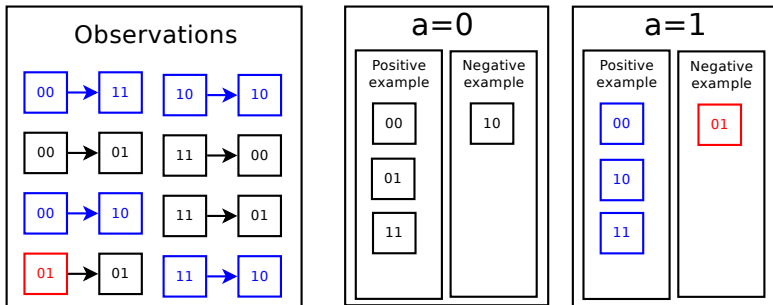 Observations
00 11 10 10
00 01 11 00
00 10 11 01
01 01 11 10
a=0
Positive
example
00
01
11
Negative
example
10
a=1
Positive
example
00
10
11
Negative
example
01